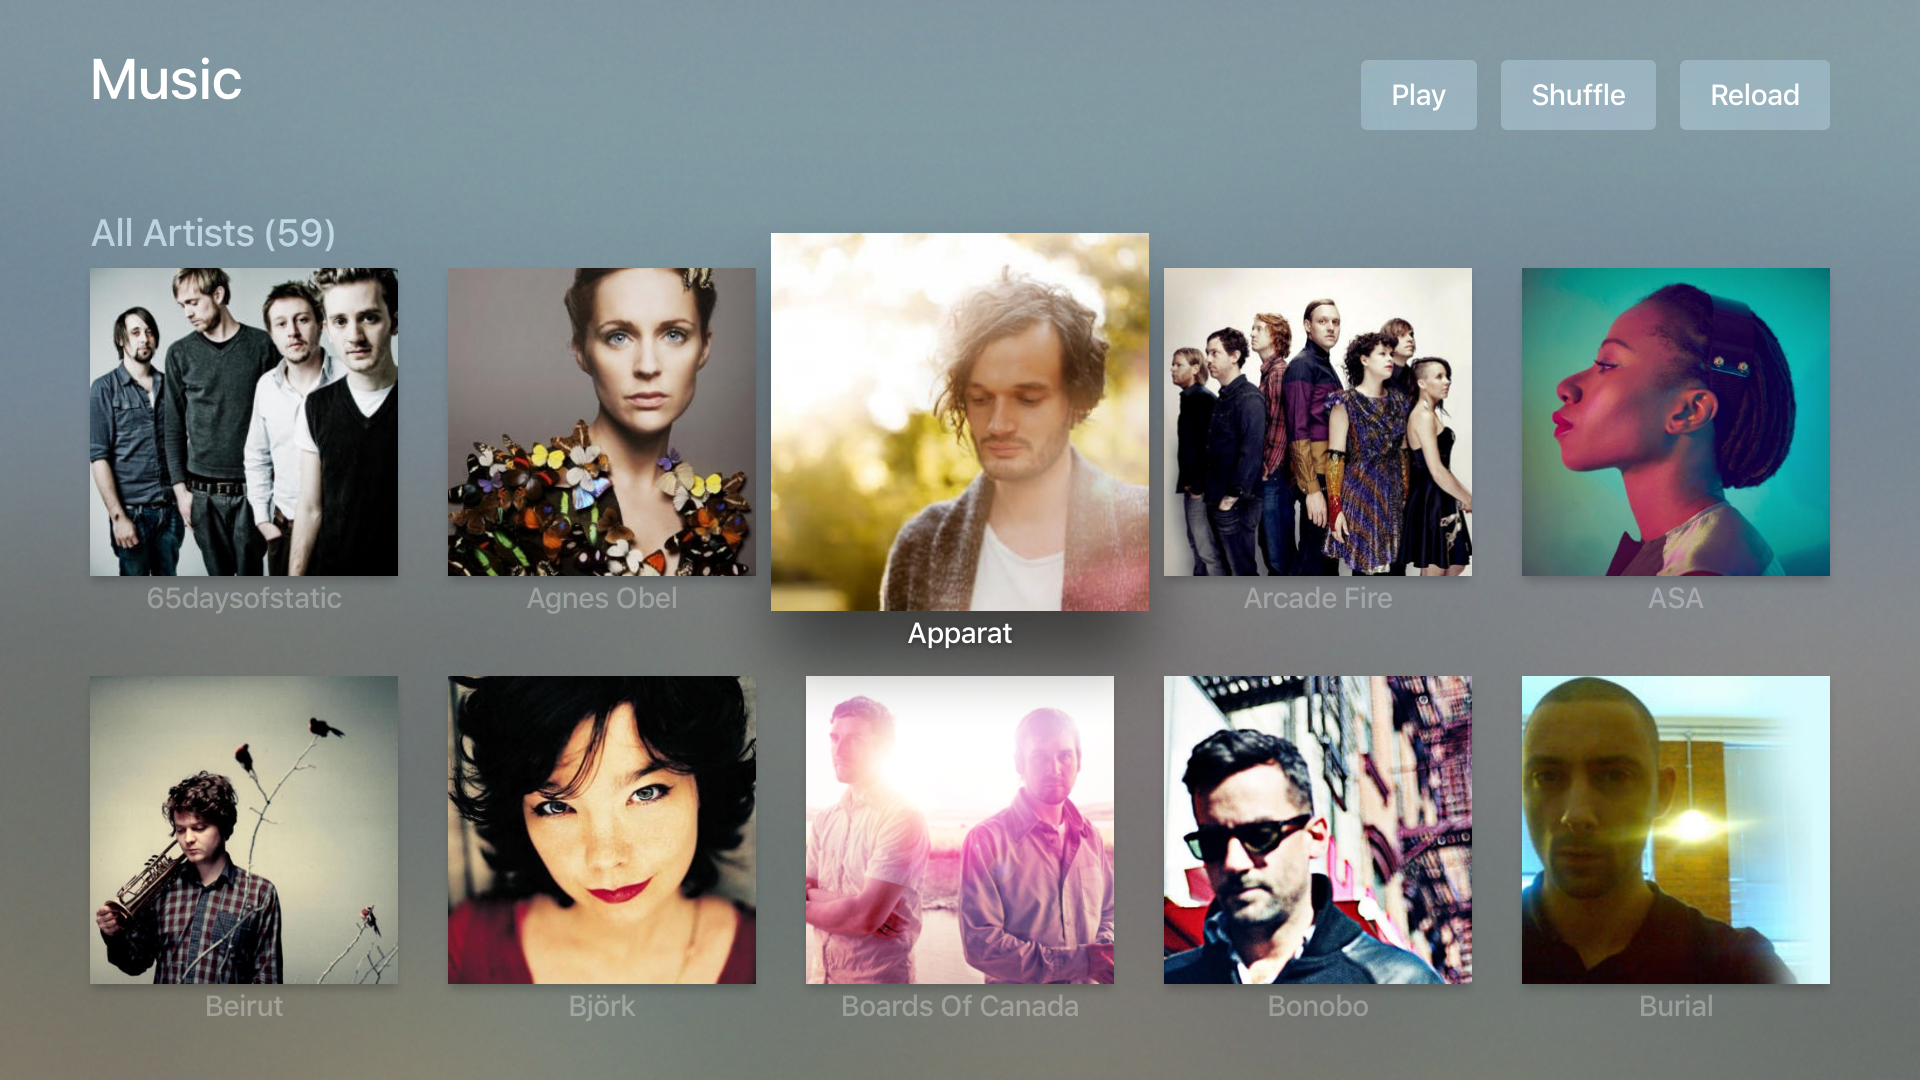 Music
Play
Shuffle
Reload
All Artists (59)
65daysofstatic
Agnes Obel
Apparat
Arcade Fire
ASA
Beirut
Björk
Boards Of Canada
Bonobo
Burial